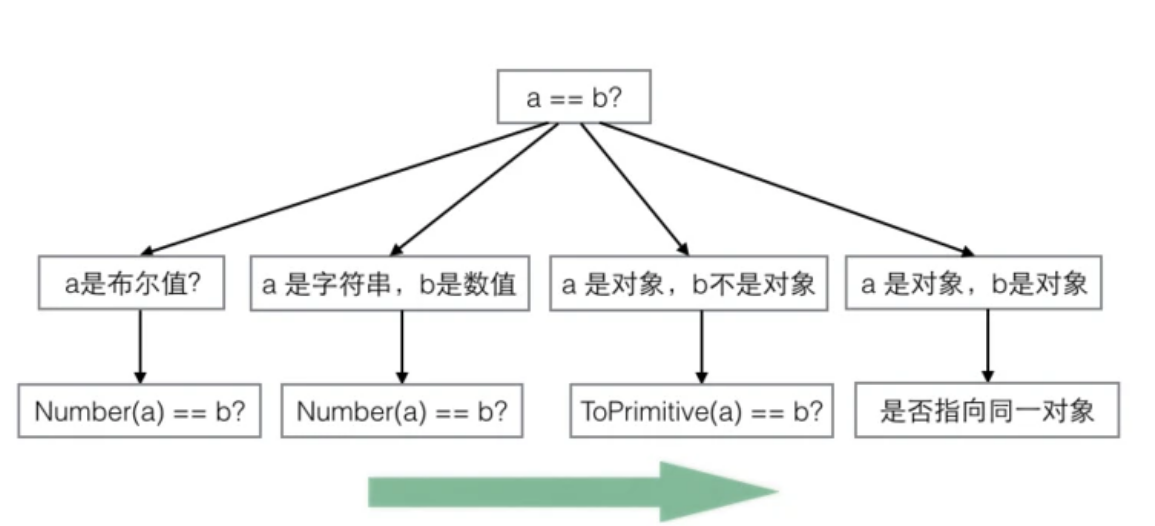 a == b?
a是布尔值?
a 是字符串，b是数值
a 是对象，b不是对象
a 是对象，b是对象
Number(a) == b?
Number(a) == b?
ToPrimitive(a) == b?
是否指向同一对象